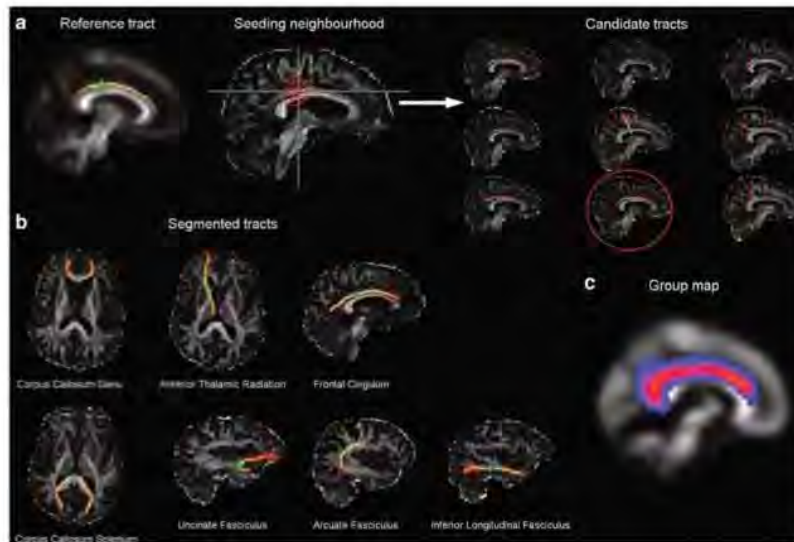 a
Reference tract
Seeding neighbourhood
Candidate tracts
b
Segmented tracts
Corpus Callosum Genu
Anterior Thalamic Radiation
Frontal Cingulum
Corpus Callosum Splenium
Uncinate Fasciculus
Arcuate Fasciculus
Inferior Longitudinal Fasciculus
c
Group map